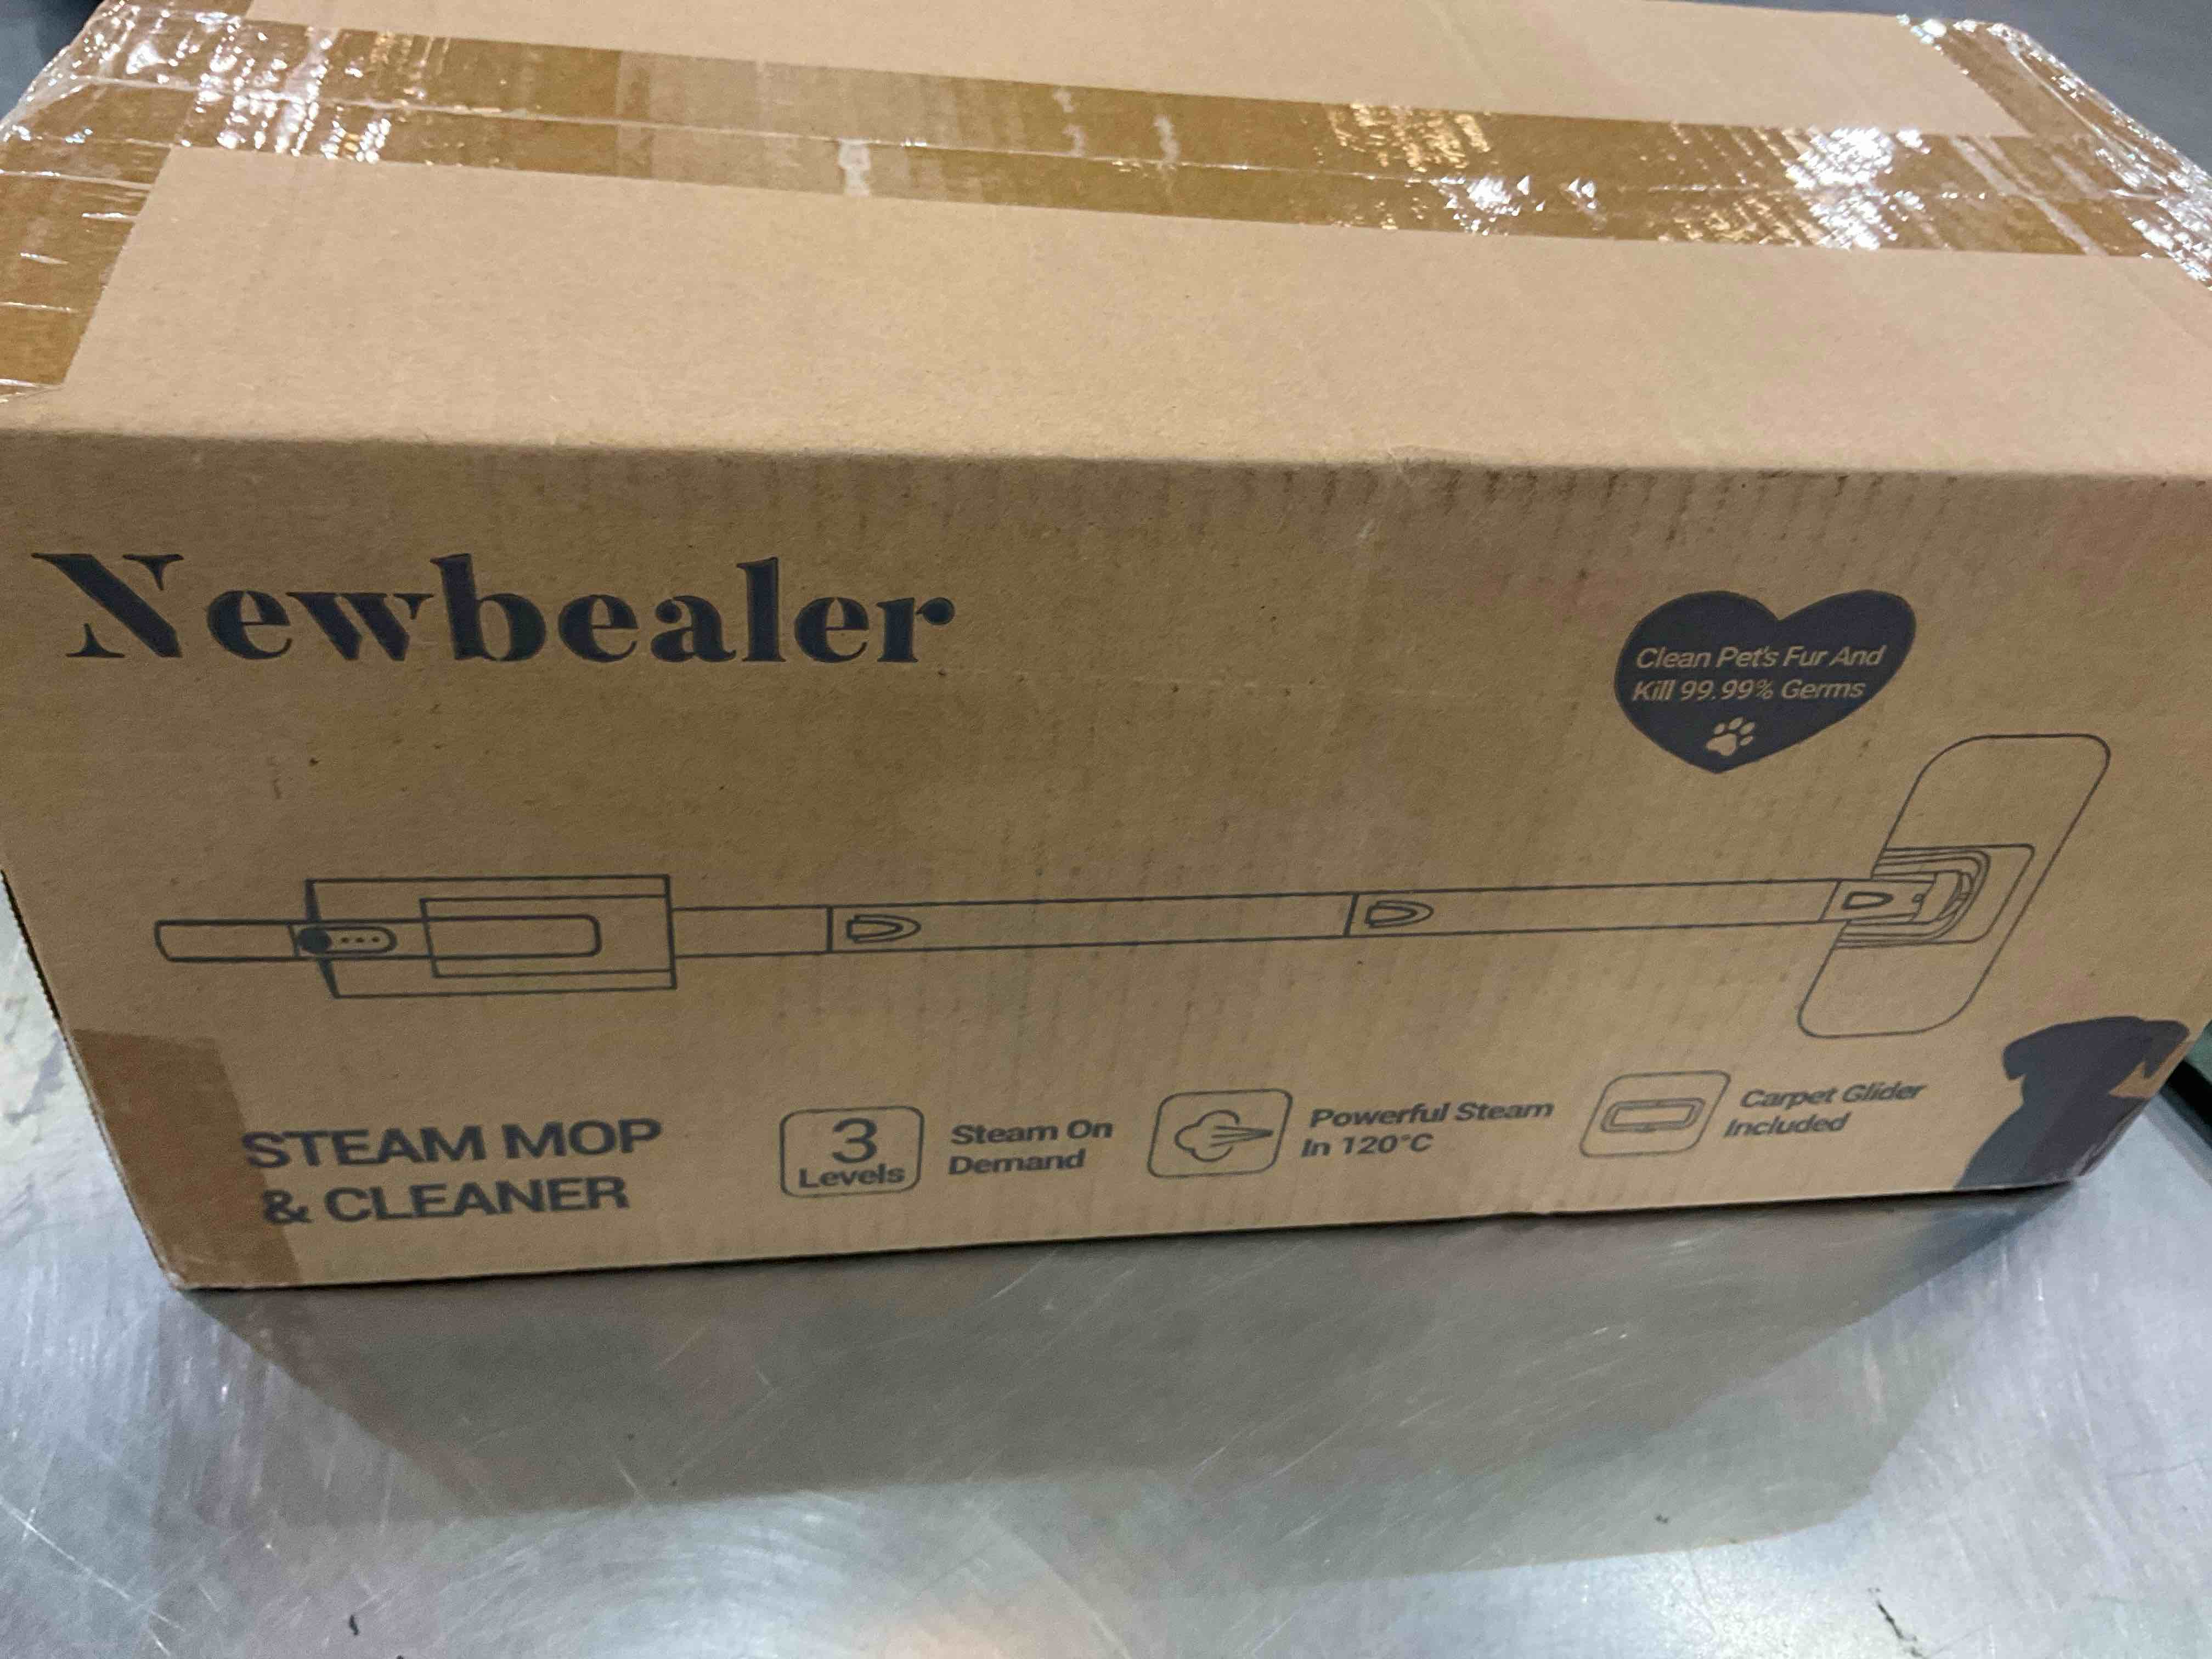 Newbealer
Clean Pet's Fur And
Kill 99.99% Germs
STEAM MOP
& CLEANER
3
Levels
Steam On
Demand
Powerful Steam
In 120°C
Carpet Glider
Included